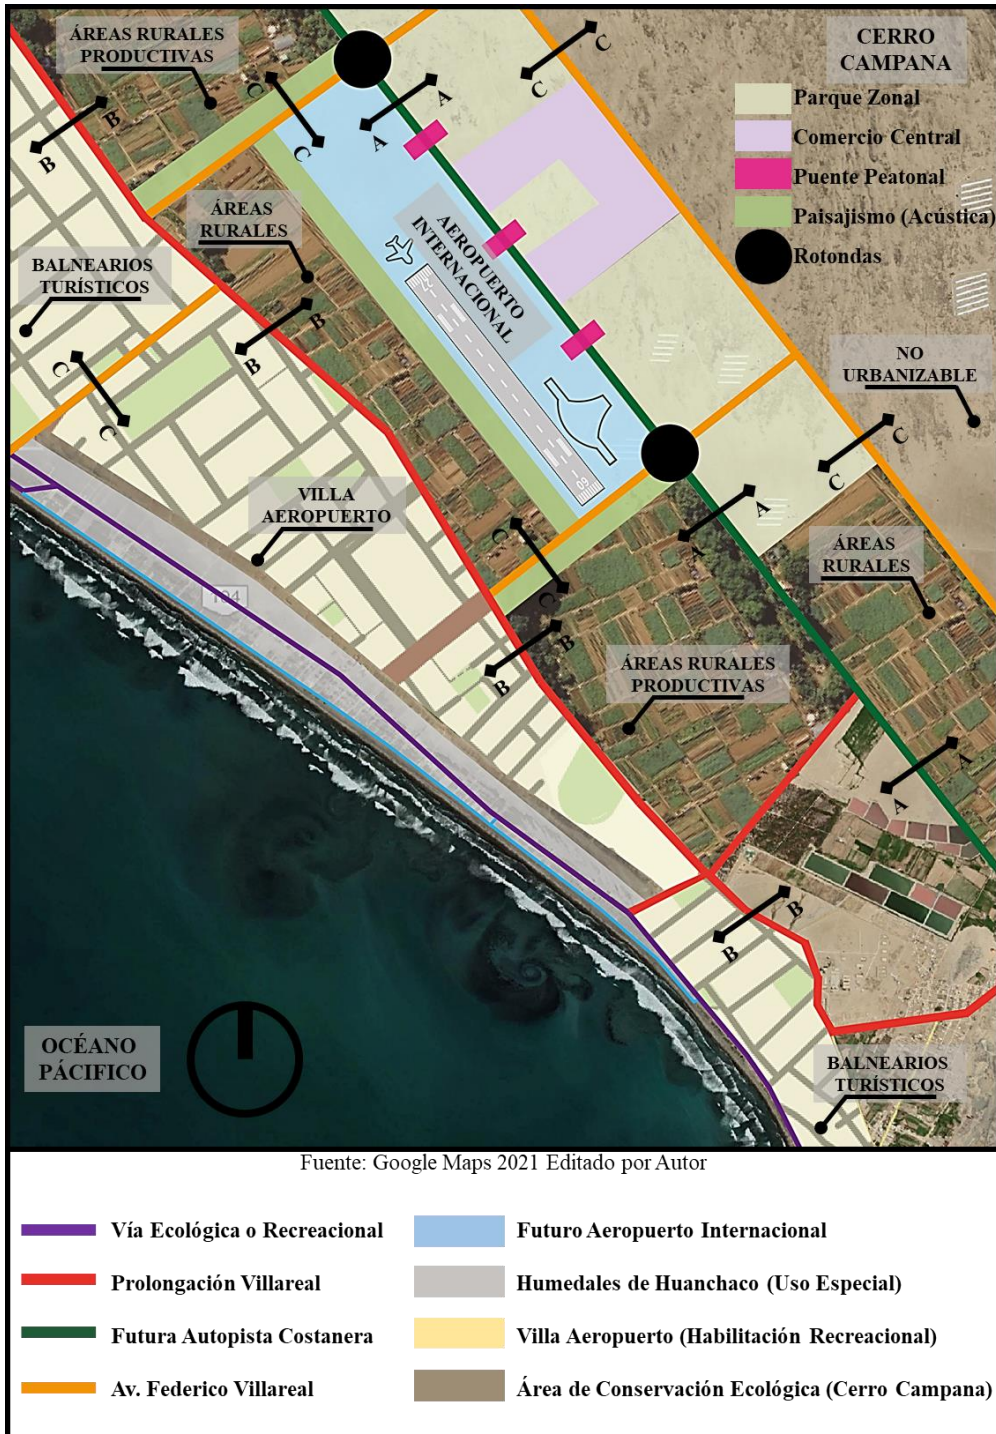 ÁREAS RURALES
PRODUCTIVAS
CERRO
CAMPANA
Parque Zonal
Comercio Central
Puente Peatonal
Paisajismo (Acústica)
Rotondas
C
C
C
C
A
A
B
B
ÁREAS
RURALES
AEROPUERTO
INTERNACIONAL
BALNEARIOS
TURÍSTICOS
27
B
B
NO
URBANIZABLE
C
C
C
C
VILLA
AEROPUERTO
09
A
A
C
C
ÁREAS
RURALES
104
B
B
ÁREAS RURALES
PRODUCTIVAS
A
A
B
B
OCÉANO
PÁCIFICO
BALNEARIOS
TURÍSTICOS
Fuente: Google Maps 2021 Editado por Autor
Vía Ecológica o Recreacional
Futuro Aeropuerto Internacional
Prolongación Villareal
Humedales de Huanchaco (Uso Especial)
Futura Autopista Costanera
Villa Aeropuerto (Habilitación Recreacional)
Av. Federico Villareal
Área de Conservación Ecológica (Cerro Campana)